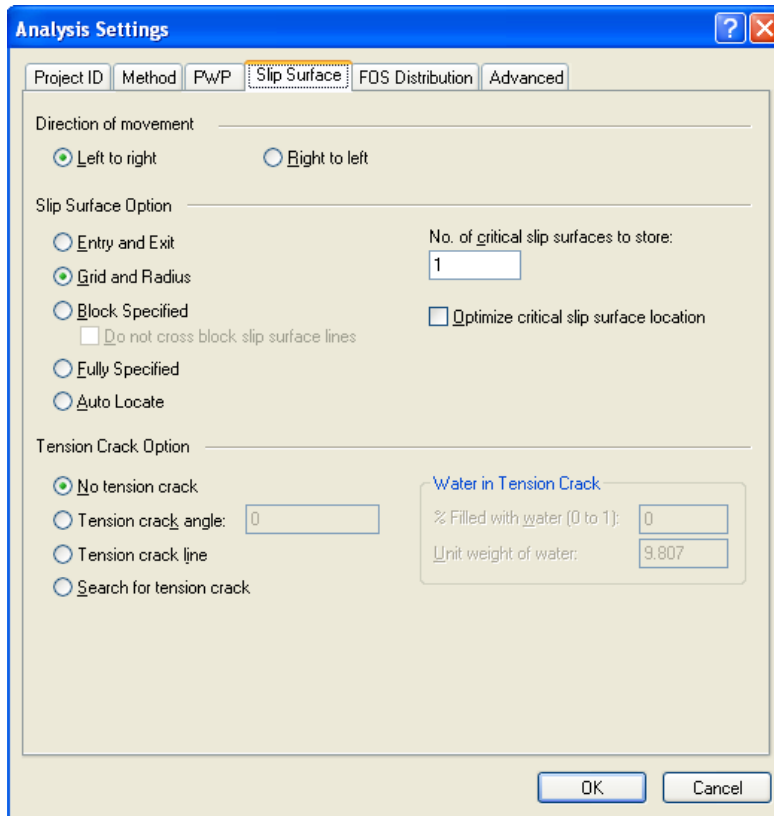 Analysis Settings
Project ID Method PWP Slip Surface FOS Distribution Advanced
Direction of movement
Left to right Right to left
Slip Surface Option
Entry and Exit
Grid and Radius
Block Specified
Do not cross block slip surface lines
Fully Specified
Auto Locate
No. of critical slip surfaces to store:
1
Optimize critical slip surface location
Tension Crack Option
No tension crack
Tension crack angle: 0
Tension crack line
Search for tension crack
Water in Tension Crack
% Filled with water (0 to 1): 0
Unit weight of water: 9.807
OK Cancel